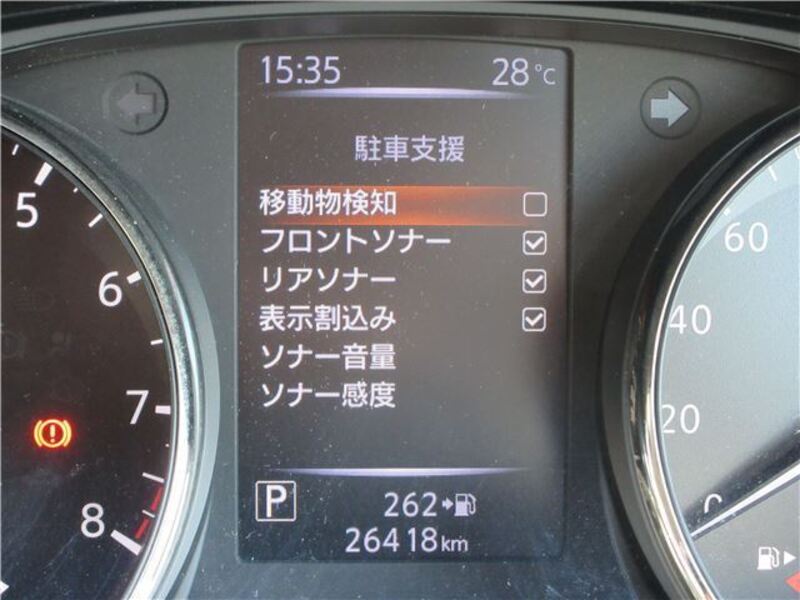 15:35 28°C
駐車支援
移動物検知
フロントソナー
リアソナー
表示割込み
ソナー音量
ソナー感度
P 262
26418km
5
6
7
8
60
40
20
0